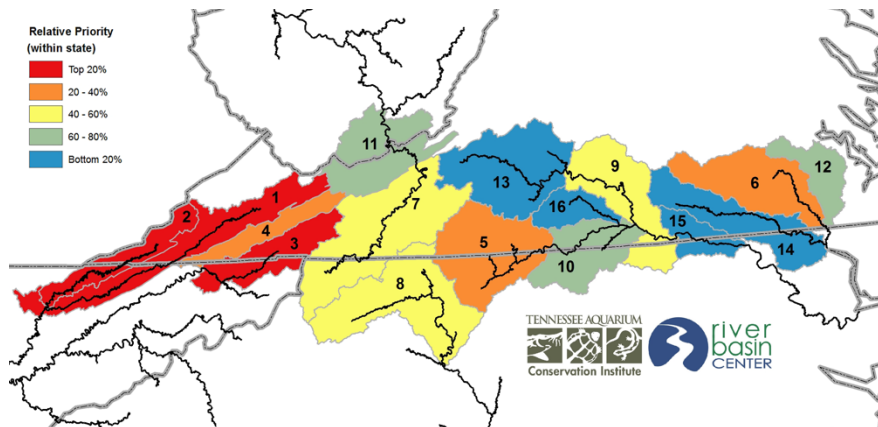 Relative Priority
(within state)
Top 20%
20 - 40%
40 - 60%
60 - 80%
Bottom 20%
11
12
9
13
6
2
1
7
16
15
4
3
5
14
10
8
TENNESSEE AQUARIUM
Conservation Institute
river
basin
CENTER